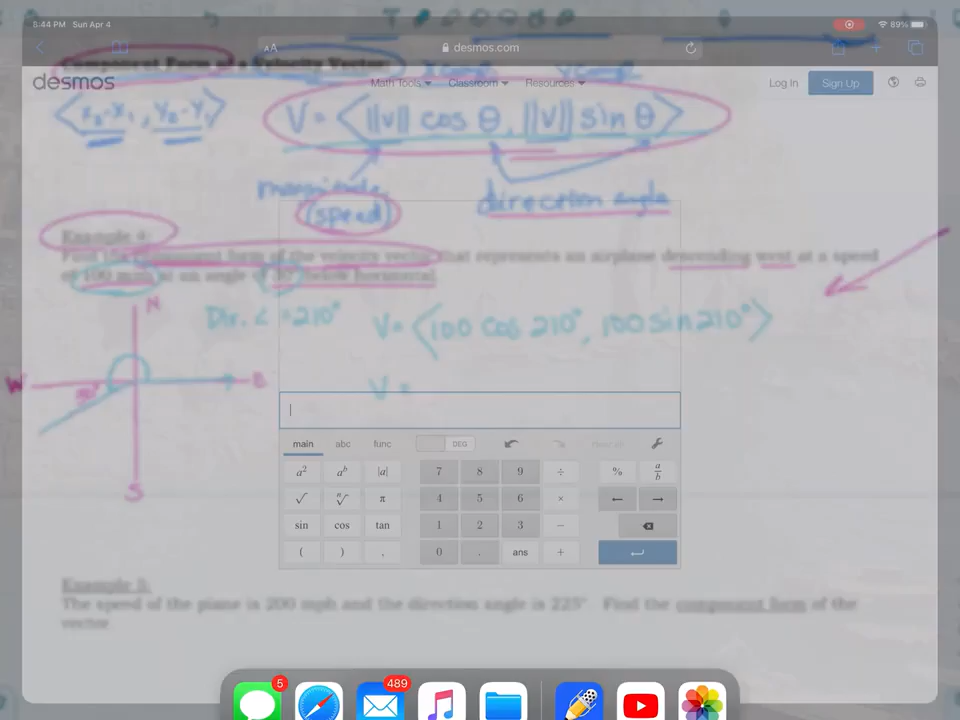 8:44 PM Sun Apr 4
89%
AA desmos.com
Component Form of a Velocity Vector
desmos
Math Tools Classroom Resources
Log In Sign Up
<x₂-x₁, y₂-y₁>
V = <||v|| cos θ, ||v|| sin θ>
magnitude
(speed)
direction angle
Example 4:
Find the component form of the velocity vector that represents an airplane descending west at a speed
of 100 mph at an angle of 30° below horizontal.
N
Dir. ∠ = 210°
V = <100 cos 210°, 100 sin 210°>
W
E
30°
V =
S
main abc func DEG clear all
a² aᵇ |a| 7 8 9 ÷ % a/b
√ ⁿ√ π 4 5 6 × ← →
sin cos tan 1 2 3 −
( ) , 0 . ans +
Example 5:
The speed of the plane is 200 mph and the direction angle is 225°. Find the component form of the
vector
5
489